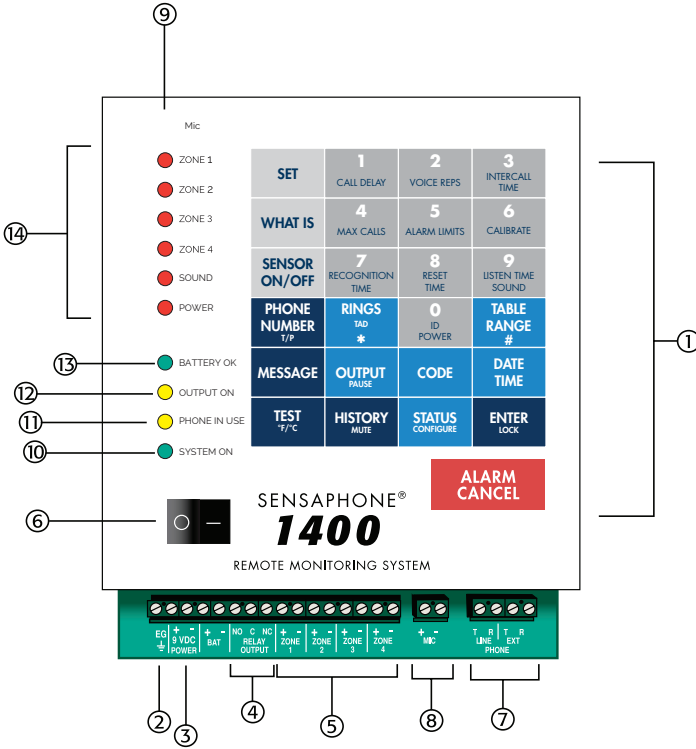 ⑨
Mic
ZONE 1
ZONE 2
ZONE 3
ZONE 4
SOUND
POWER
⑭
BATTERY OK
⑬
OUTPUT ON
⑫
PHONE IN USE
⑪
SYSTEM ON
⑩
SET
1
CALL DELAY
2
VOICE REPS
3
INTERCALL
TIME
WHAT IS
4
MAX CALLS
5
ALARM LIMITS
6
CALIBRATE
SENSOR
ON/OFF
7
RECOGNITION
TIME
8
RESET
TIME
9
LISTEN TIME
SOUND
PHONE
NUMBER
T/P
RINGS
TAD
*
0
ID
POWER
TABLE
RANGE
#
MESSAGE
OUTPUT
PAUSE
CODE
DATE
TIME
TEST
°F/°C
HISTORY
MUTE
STATUS
CONFIGURE
ENTER
LOCK
①
ALARM
CANCEL
⑥
O —
SENSAPHONE®
1400
REMOTE MONITORING SYSTEM
EG
+ -
9 VDC
POWER
+ -
BAT
NO C NC
RELAY
OUTPUT
+ -
ZONE
1
+ -
ZONE
2
+ -
ZONE
3
+ -
ZONE
4
+ -
MIC
T R
LINE
T R
EXT
PHONE
②
③
④
⑤
⑧
⑦